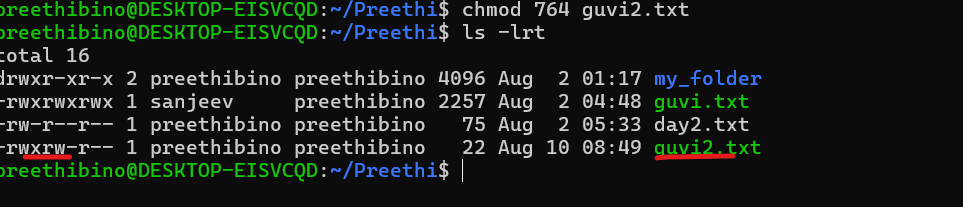 preethibino@DESKTOP-EISVCQD:~/Preethi$ chmod 764 guvi2.txt
preethibino@DESKTOP-EISVCQD:~/Preethi$ ls -lrt
total 16
drwxr-xr-x 2 preethibino preethibino 4096 Aug  2 01:17 my_folder
-rwxrwxrwx 1 sanjeev     preethibino 2257 Aug  2 04:48 guvi.txt
-rw-r--r-- 1 preethibino preethibino   75 Aug  2 05:33 day2.txt
-rwxrw-r-- 1 preethibino preethibino   22 Aug 10 08:49 guvi2.txt
preethibino@DESKTOP-EISVCQD:~/Preethi$